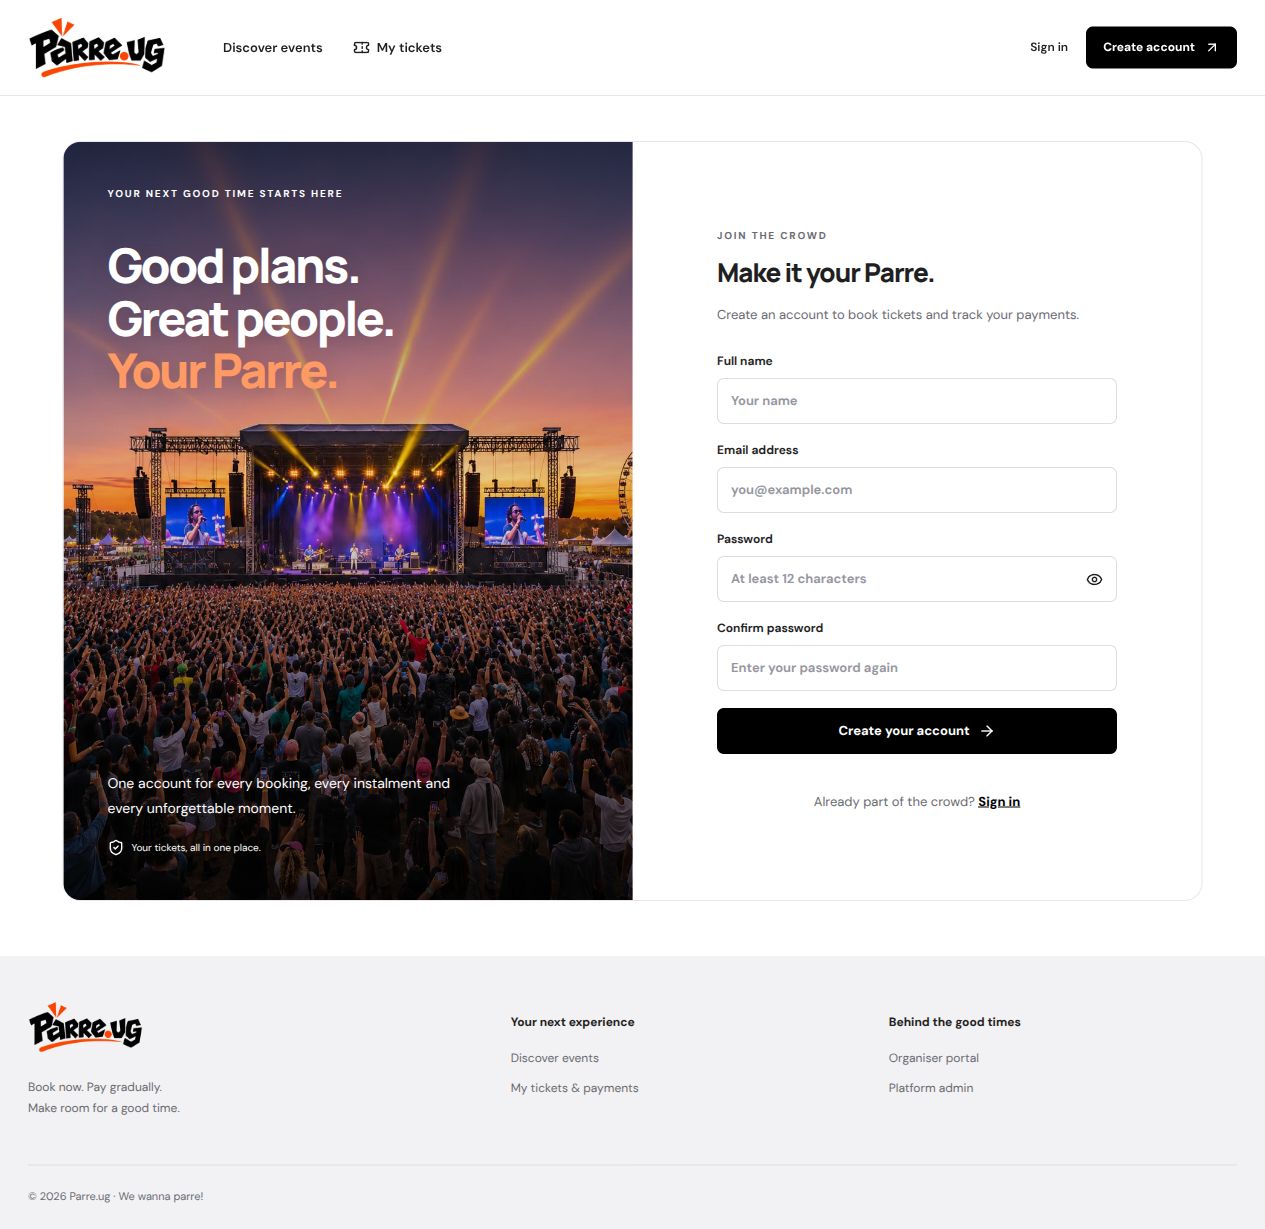 Parre.ug
Discover events
My tickets
Sign in
Create account
YOUR NEXT GOOD TIME STARTS HERE
Good plans.
Great people.
Your Parre.
One account for every booking, every instalment and
every unforgettable moment.
Your tickets, all in one place.
JOIN THE CROWD
Make it your Parre.
Create an account to book tickets and track your payments.
Full name
Your name
Email address
you@example.com
Password
At least 12 characters
Confirm password
Enter your password again
Create your account
Already part of the crowd? Sign in
Parre.ug
Book now. Pay gradually.
Make room for a good time.
Your next experience
Discover events
My tickets & payments
Behind the good times
Organiser portal
Platform admin
© 2026 Parre.ug · We wanna parre!